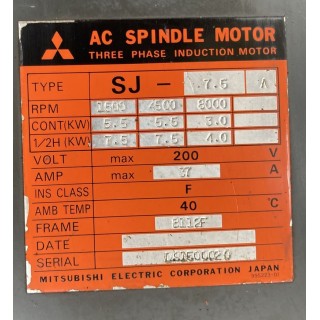 AC SPINDLE MOTOR
THREE PHASE INDUCTION MOTOR
TYPE SJ- 7.5 A
RPM 1500 4500 6000
CONT(KW) 5.5 5.5 3.0
1/2H(KW) 7.5 7.5 4.0
VOLT max 200 V
AMP max 37 A
INS CLASS F
AMB TEMP 40 °C
FRAME B112F
DATE
SERIAL
MITSUBISHI ELECTRIC CORPORATION JAPAN